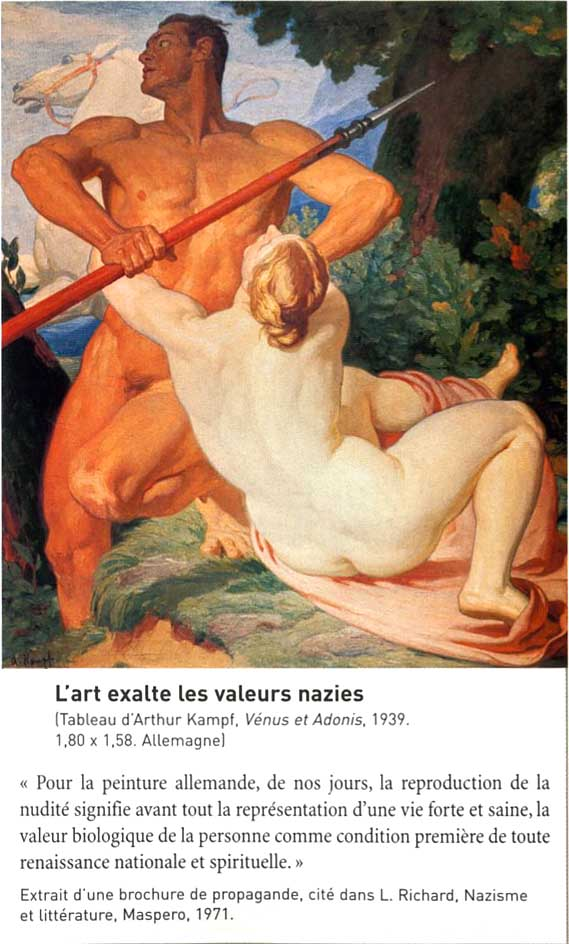 A. Kampf
L’art exalte les valeurs nazies
(Tableau d’Arthur Kampf, Vénus et Adonis, 1939.
1,80 x 1,58. Allemagne)
« Pour la peinture allemande, de nos jours, la reproduction de la
nudité signifie avant tout la représentation d’une vie forte et saine, la
valeur biologique de la personne comme condition première de toute
renaissance nationale et spirituelle. »
Extrait d’une brochure de propagande, cité dans L. Richard, Nazisme
et littérature, Maspero, 1971.